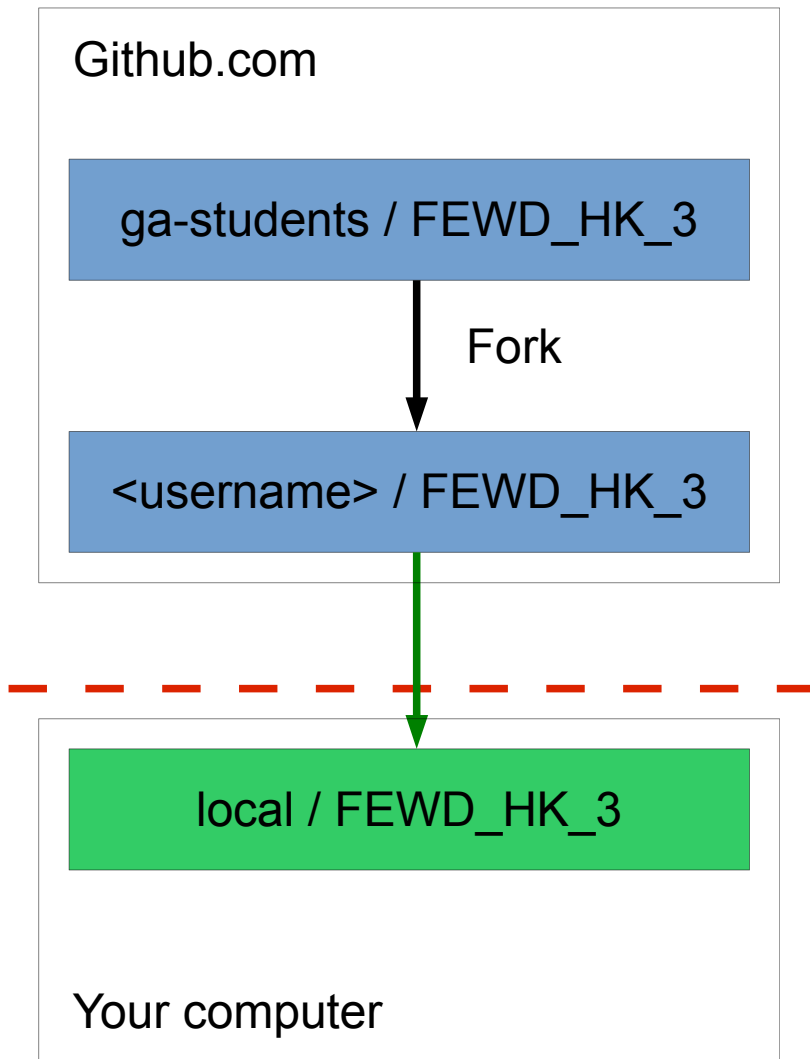 Github.com
ga-students / FEWD_HK_3
Fork
<username> / FEWD_HK_3
local / FEWD_HK_3
Your computer